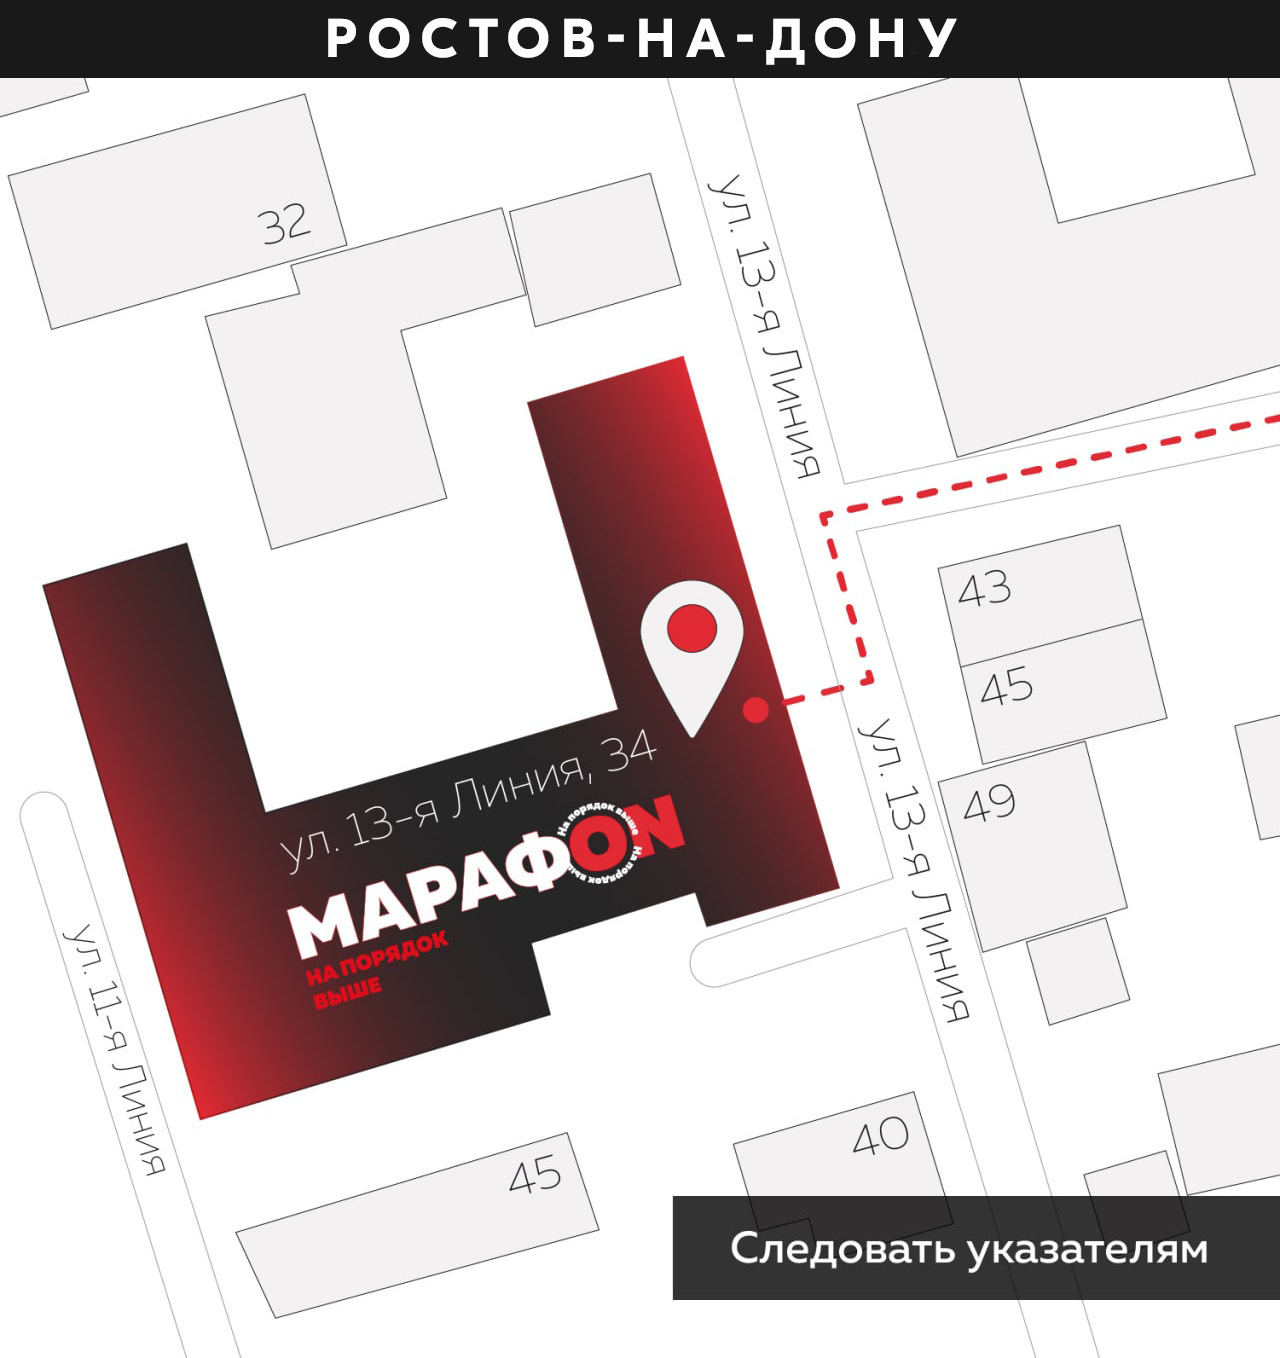 РОСТОВ-НА-ДОНУ
32
ул. 13-я Линия
43
45
49
ул. 13-я Линия, 34
МАРАФON
На порядок выше На порядок выше
НА ПОРЯДОК
ВЫШЕ
ул. 13-я Линия
ул. 11-я Линия
45
40
Следовать указателям